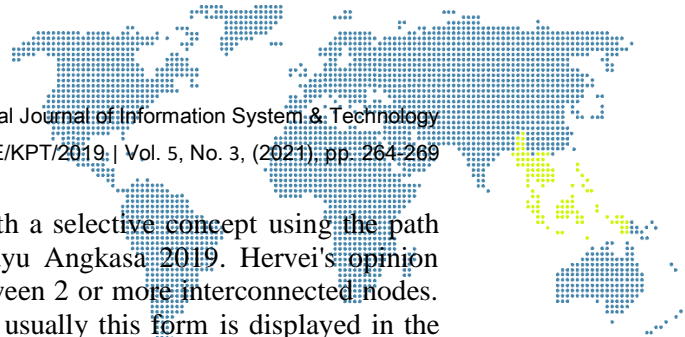 al Journal of Information System & Technology
E/KPT/2019 | Vol. 5, No. 3, (2021), pp. 264-269
th a selective concept using the path
yu Angkasa 2019. Hervei's opinion
ween 2 or more interconnected nodes.
usually this form is displayed in the